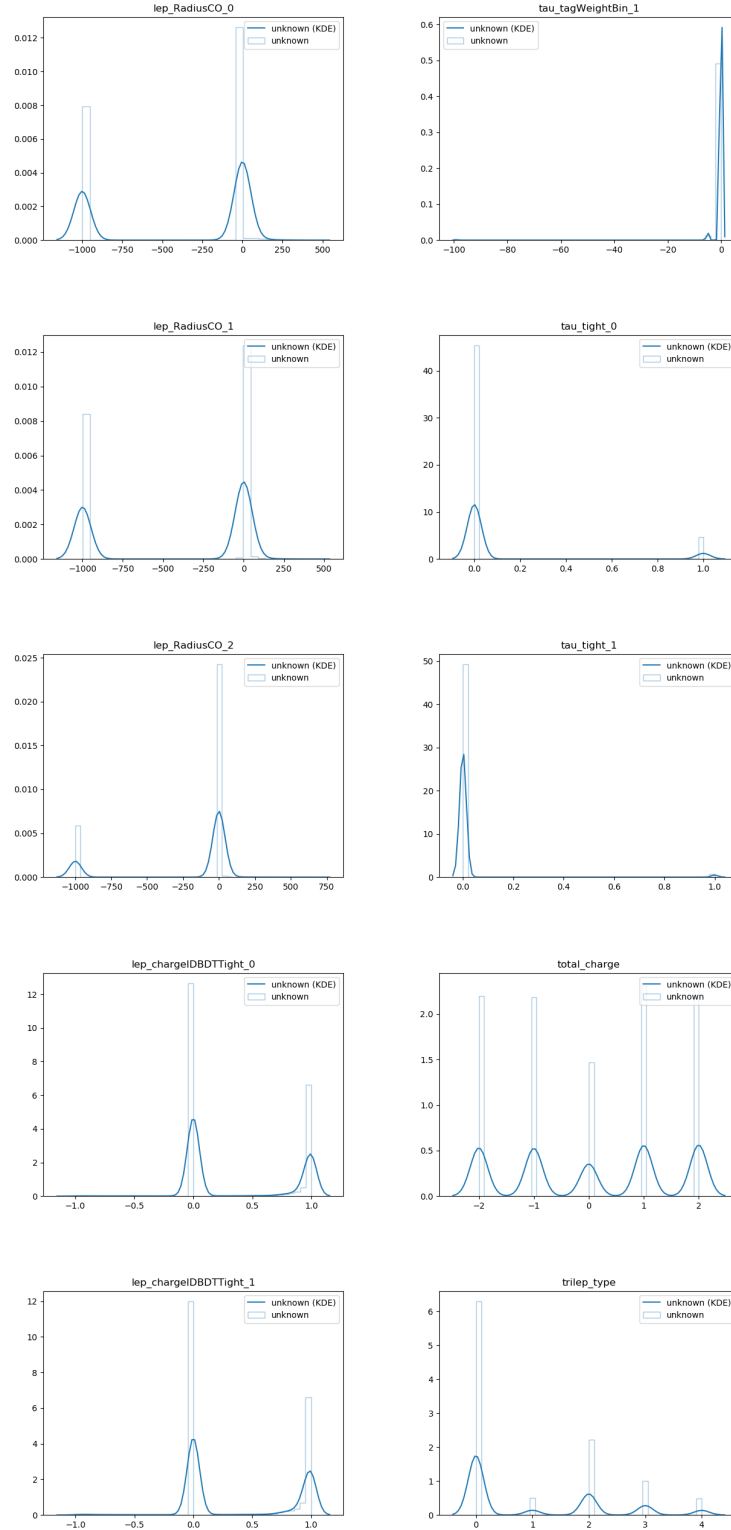 lep_RadiusCO_0
unknown (KDE)
unknown
0.012
0.010
0.008
0.006
0.004
0.002
0.000
−1000 −750 −500 −250 0 250 500
tau_tagWeightBin_1
unknown (KDE)
unknown
0.6
0.5
0.4
0.3
0.2
0.1
0.0
−100 −80 −60 −40 −20 0
lep_RadiusCO_1
unknown (KDE)
unknown
0.012
0.010
0.008
0.006
0.004
0.002
0.000
−1000 −750 −500 −250 0 250 500
tau_tight_0
unknown (KDE)
unknown
40
30
20
10
0
0.0 0.2 0.4 0.6 0.8 1.0
lep_RadiusCO_2
unknown (KDE)
unknown
0.025
0.020
0.015
0.010
0.005
0.000
−1000 −750 −500 −250 0 250 500 750
tau_tight_1
unknown (KDE)
unknown
50
40
30
20
10
0
0.0 0.2 0.4 0.6 0.8 1.0
lep_chargeIDBDTTight_0
unknown (KDE)
unknown
12
10
8
6
4
2
0
−1.0 −0.5 0.0 0.5 1.0
total_charge
unknown (KDE)
unknown
2.0
1.5
1.0
0.5
0.0
−2 −1 0 1 2
lep_chargeIDBDTTight_1
unknown (KDE)
unknown
12
10
8
6
4
2
0
−1.0 −0.5 0.0 0.5 1.0
trilep_type
unknown (KDE)
unknown
6
5
4
3
2
1
0
0 1 2 3 4